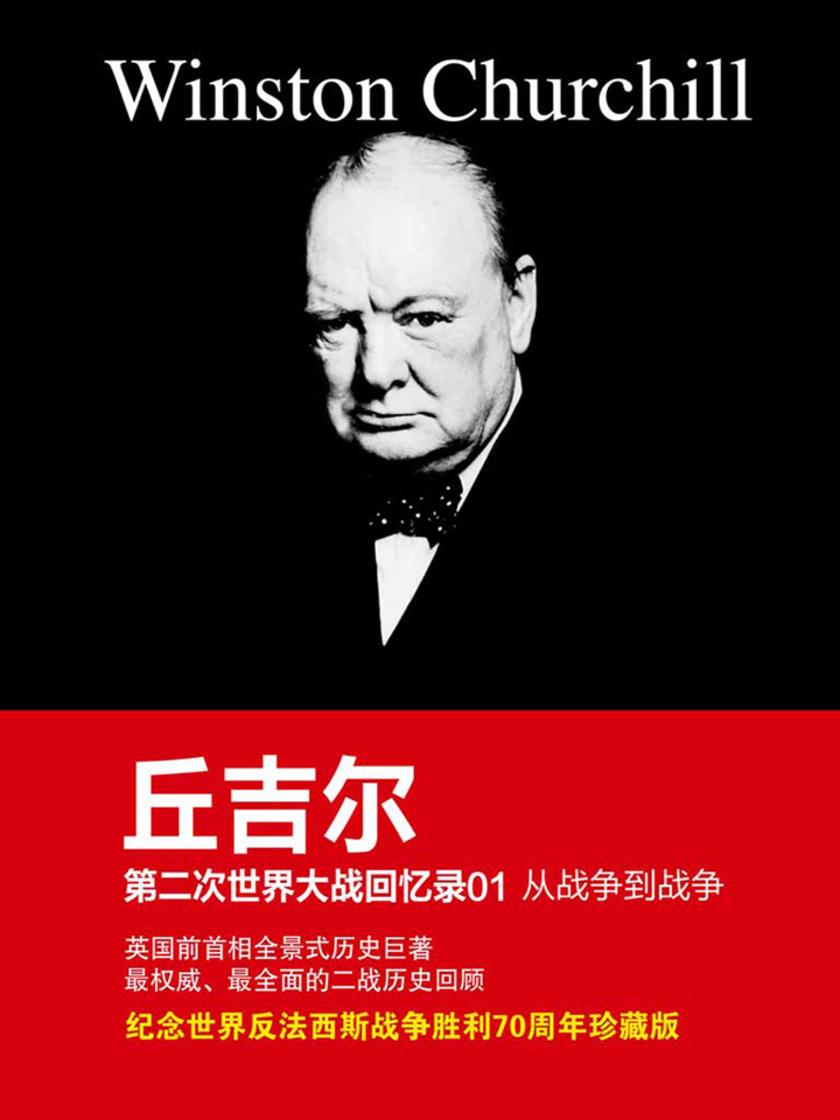 Winston Churchill
丘吉尔
第二次世界大战回忆录01 从战争到战争
英国前首相全景式历史巨著
最权威、最全面的二战历史回顾
纪念世界反法西斯战争胜利70周年珍藏版